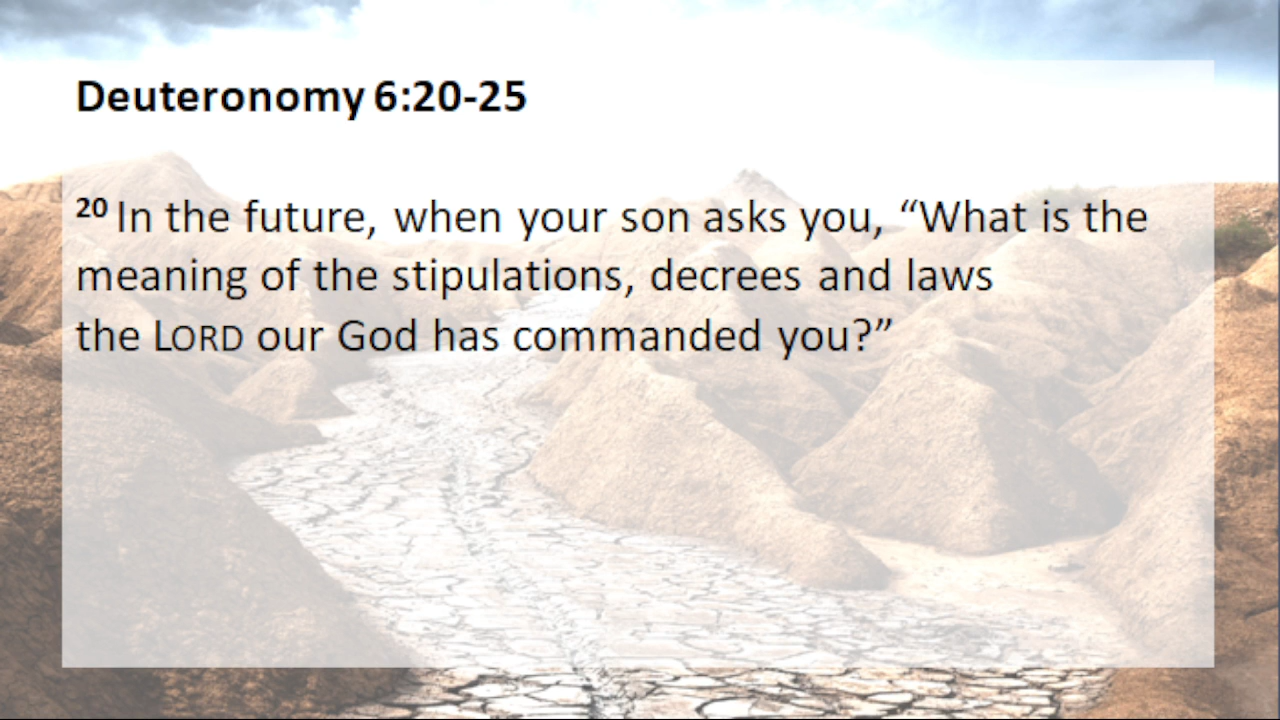 Deuteronomy 6:20-25
20 In the future, when your son asks you, “What is the
meaning of the stipulations, decrees and laws
the LORD our God has commanded you?”